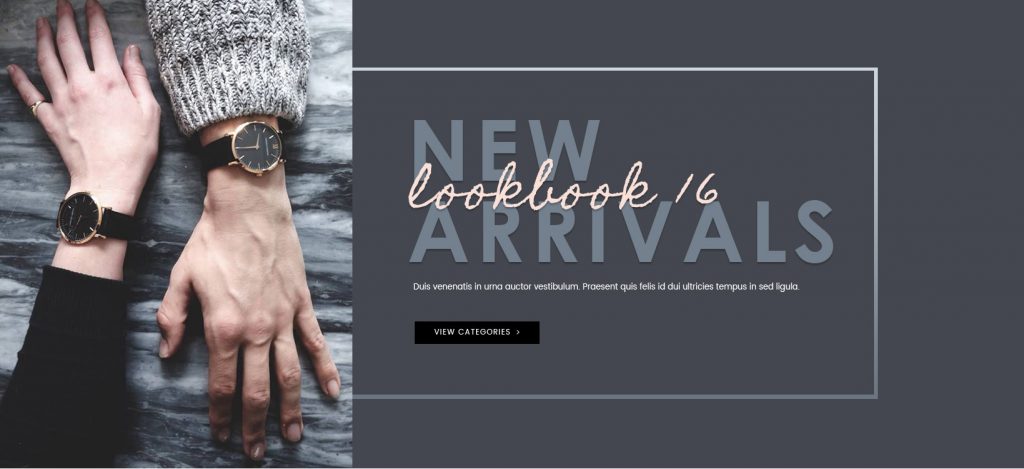 NEW
lookbook 16
ARRIVALS
Duis venenatis in urna auctor vestibulum. Praesent quis felis id dui ultricies tempus in sed ligula.
VIEW CATEGORIES >